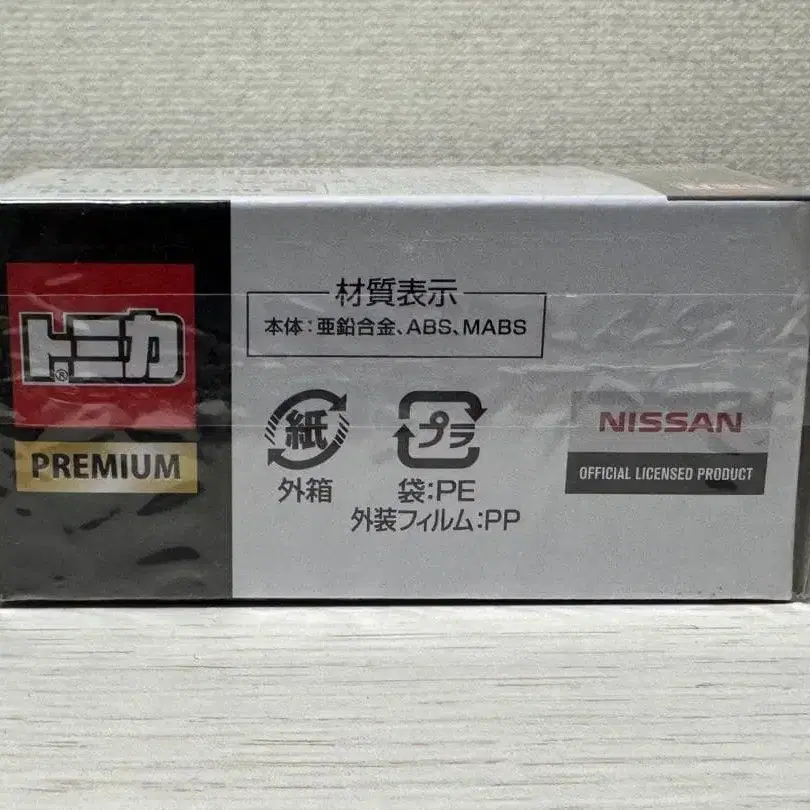 トミカ®
PREMIUM
材質表示
本体：亜鉛合金、ABS、MABS
紙
外箱
プラ
袋：PE
外装フィルム：PP
NISSAN
OFFICIAL LICENSED PRODUCT